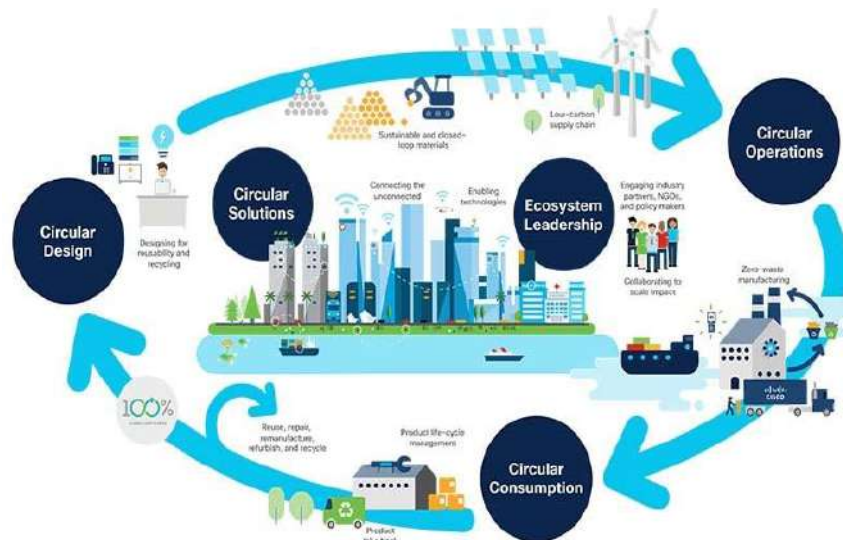 Sustainable and closed-
loop materials
Low-carbon
supply chain
Circular
Operations
Circular
Design
Designing for
reusability and
recycling
Circular
Solutions
Connecting the
unconnected
Enabling
technologies
Ecosystem
Leadership
Engaging industry
partners, NGOs,
and policy makers
Collaborating to
scale impact
Zero-waste
manufacturing
CISCO
100%
Reuse, repair,
remanufacture,
refurbish, and recycle
Product life-cycle
management
Circular
Consumption
Product